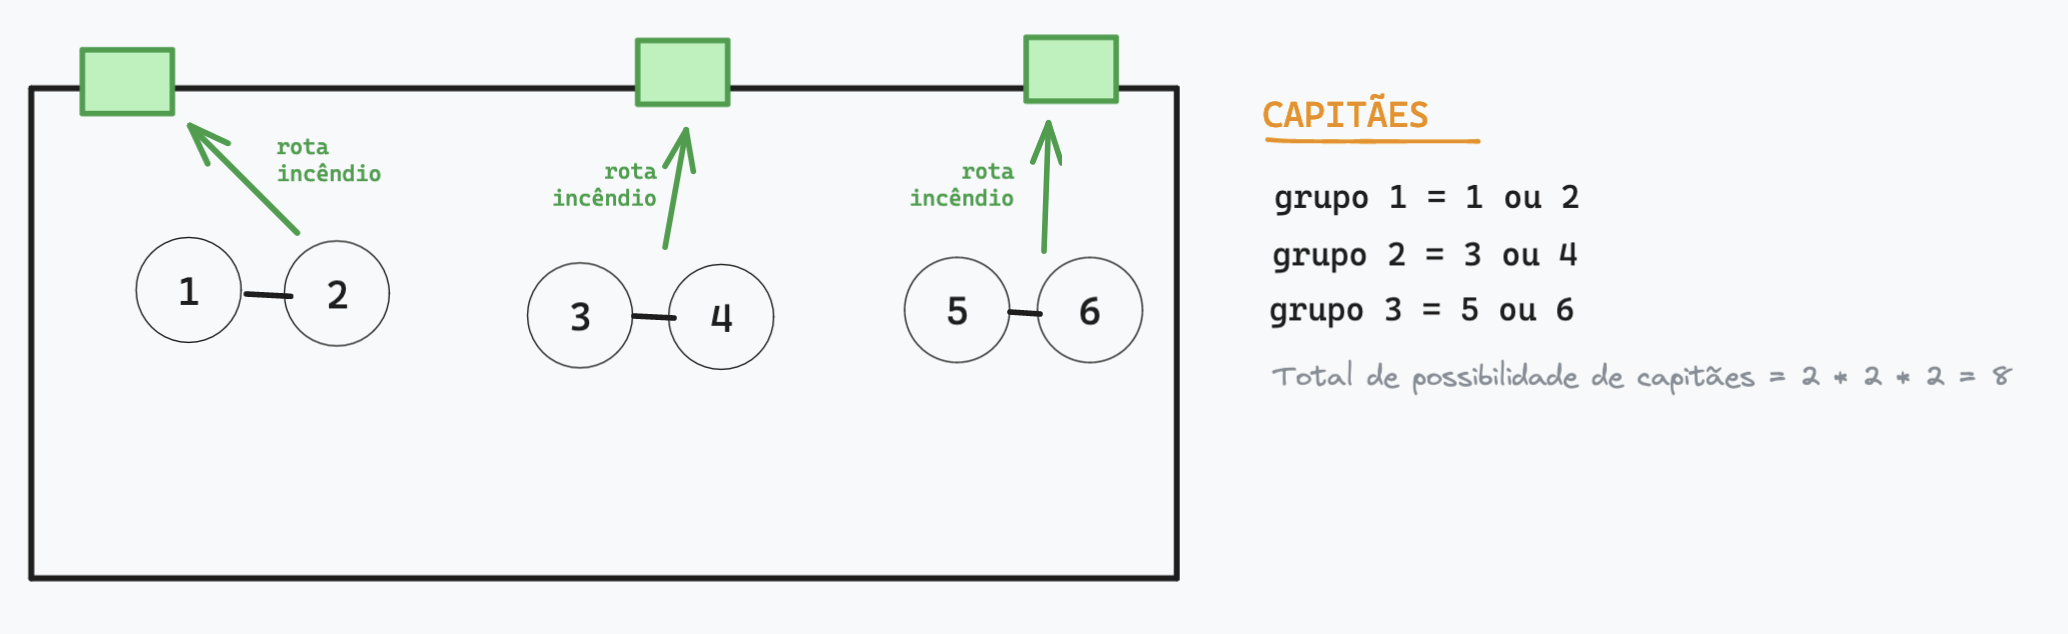 rota
incêndio
rota
incêndio
rota
incêndio
1
2
3
4
5
6
CAPITÃES
grupo 1 = 1 ou 2
grupo 2 = 3 ou 4
grupo 3 = 5 ou 6
Total de possibilidade de capitães = 2 * 2 * 2 = 8